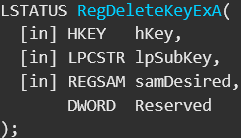 LSTATUS RegDeleteKeyExA(
  [in] HKEY   hKey,
  [in] LPCSTR lpSubKey,
  [in] REGSAM samDesired,
       DWORD  Reserved
);